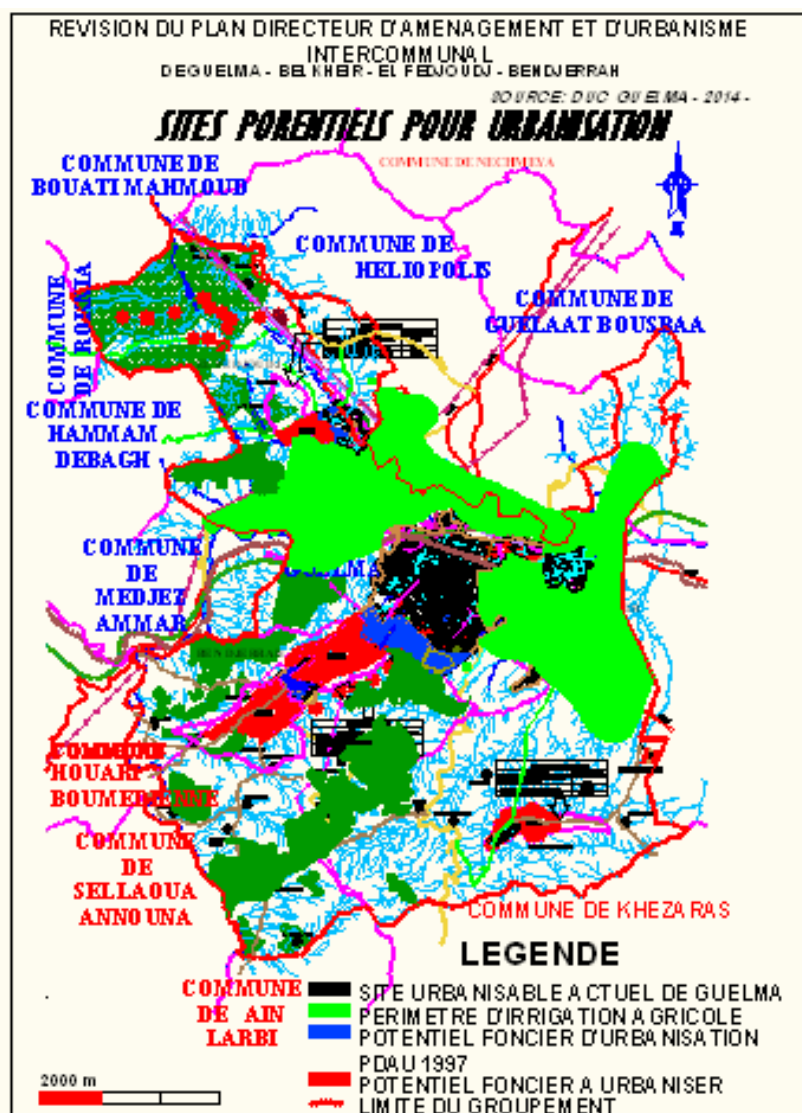 REVISION DU PLAN DIRECTEUR D'AMENAGEMENT ET D'URBANISME
INTERCOMMUNAL
DEGUELMA - BELKHEIR - EL FEDJOUDJ - BENDJERRAH
SOURCE: DUC GUELMA - 2014 -
SITES PORENTIELS POUR URBANISATION
COMMUNE DE NECHMEYA
COMMUNE DE
BOUATI MAHMOUD
N
COMMUNE DE
HELIOPOLIS
COMMUNE DE
GUELAAT BOUSBAA
COMMUNE
DE ROKNIA
COMMUNE DE
HAMMAM
DEBAGH
COMMUNE
DE
MEDJEZ
AMMAR
GUELMA
BENDJERRAH
COMMUNE
HOUARI
BOUMEDIENNE
COMMUNE
DE
SELLAOUA
ANNOUNA
COMMUNE DE KHEZARAS
COMMUNE
DE AIN
LARBI
LEGENDE
SITE URBANISABLE ACTUEL DE GUELMA
PERIMETRE D'IRRIGATION AGRICOLE
POTENTIEL FONCIER D'URBANISATION
PDAU 1997
POTENTIEL FONCIER A URBANISER
LIMITE DU GROUPEMENT
2000 m